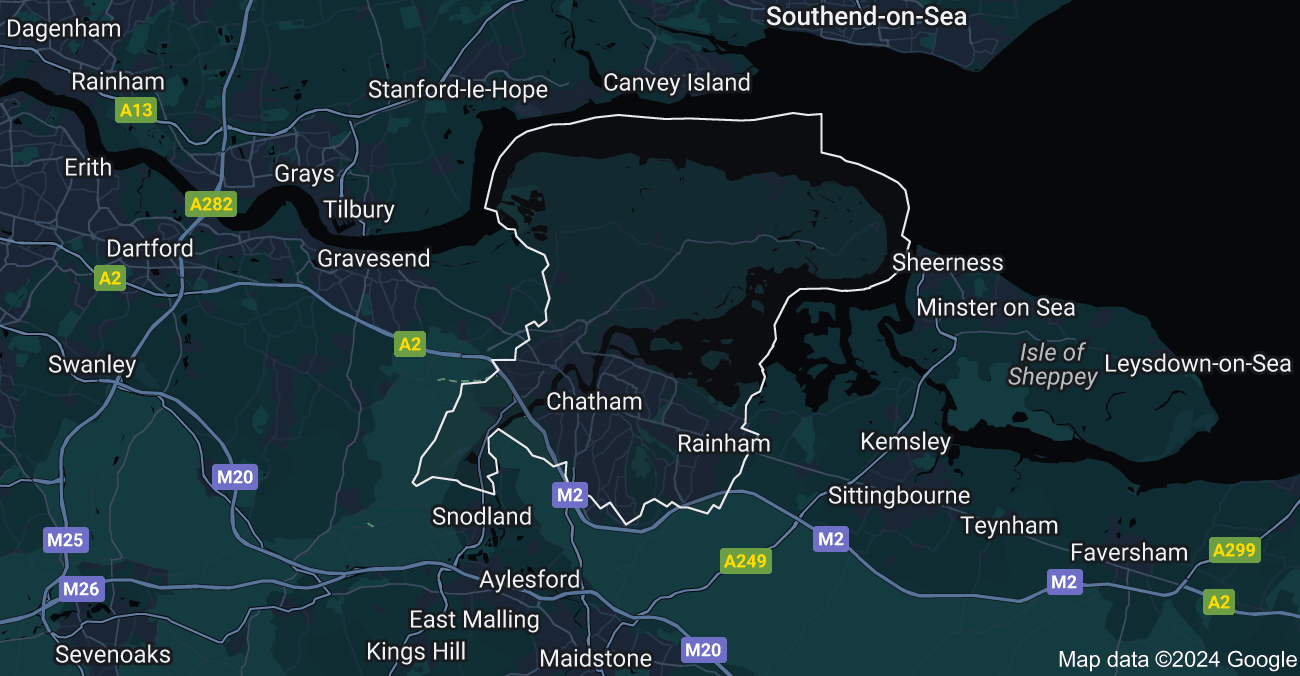 Southend-on-Sea
Dagenham
Rainham
Stanford-le-Hope
Canvey Island
A13
Erith
Grays
A282
Tilbury
Dartford
Gravesend
Sheerness
A2
Minster on Sea
A2
Isle of
Sheppey
Swanley
Leysdown-on-Sea
Chatham
Rainham
Kemsley
M20
M2
Sittingbourne
Snodland
Teynham
M25
M2
Faversham
A299
A249
Aylesford
M2
M26
A2
East Malling
Kings Hill
Sevenoaks
Maidstone
M20
Map data ©2024 Google